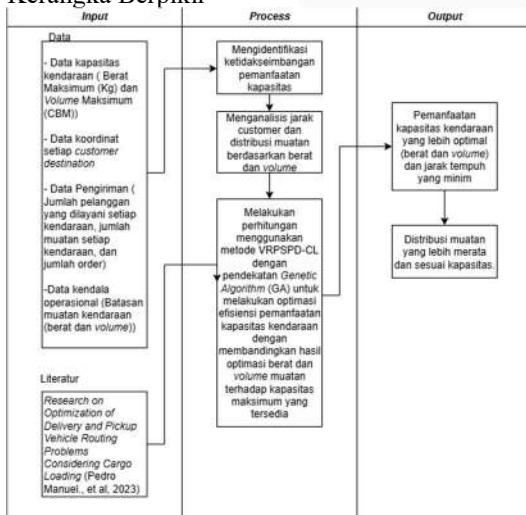 Kerangka Berpikir
Input
Process
Output
Data
- Data kapasitas
kendaraan ( Berat
Maksimum (Kg) dan
Volume Maksimum
(CBM))
- Data koordinat
setiap customer
destination
- Data Pengiriman (
Jumlah pelanggan
yang dilayani setiap
kendaraan, jumlah
muatan setiap
kendaraan, dan
jumlah order)
-Data kendala
operasional (Batasan
muatan kendaraan
(berat dan volume))
Literatur
Research on
Optimization of
Delivery and Pickup
Vehicle Routing
Problems
Considering Cargo
Loading (Pedro
Manuel., et al, 2023)
Mengidentifikasi
ketidakseimbangan
pemanfaatan
kapasitas
Menganalisis jarak
customer dan
distribusi muatan
berdasarkan berat
dan volume
Melakukan
perhitungan
menggunakan
metode VRPSPD-CL
dengan
pendekatan Genetic
Algorithm (GA) untuk
melakukan optimasi
efisiensi pemanfaatan
kapasitas kendaraan
dengan
membandingkan hasil
optimasi berat dan
volume muatan
terhadap kapasitas
maksimum yang
tersedia
Pemanfaatan
kapasitas kendaraan
yang lebih optimal
(berat dan volume)
dan jarak tempuh
yang minim
Distribusi muatan
yang lebih merata
dan sesuai kapasitas.